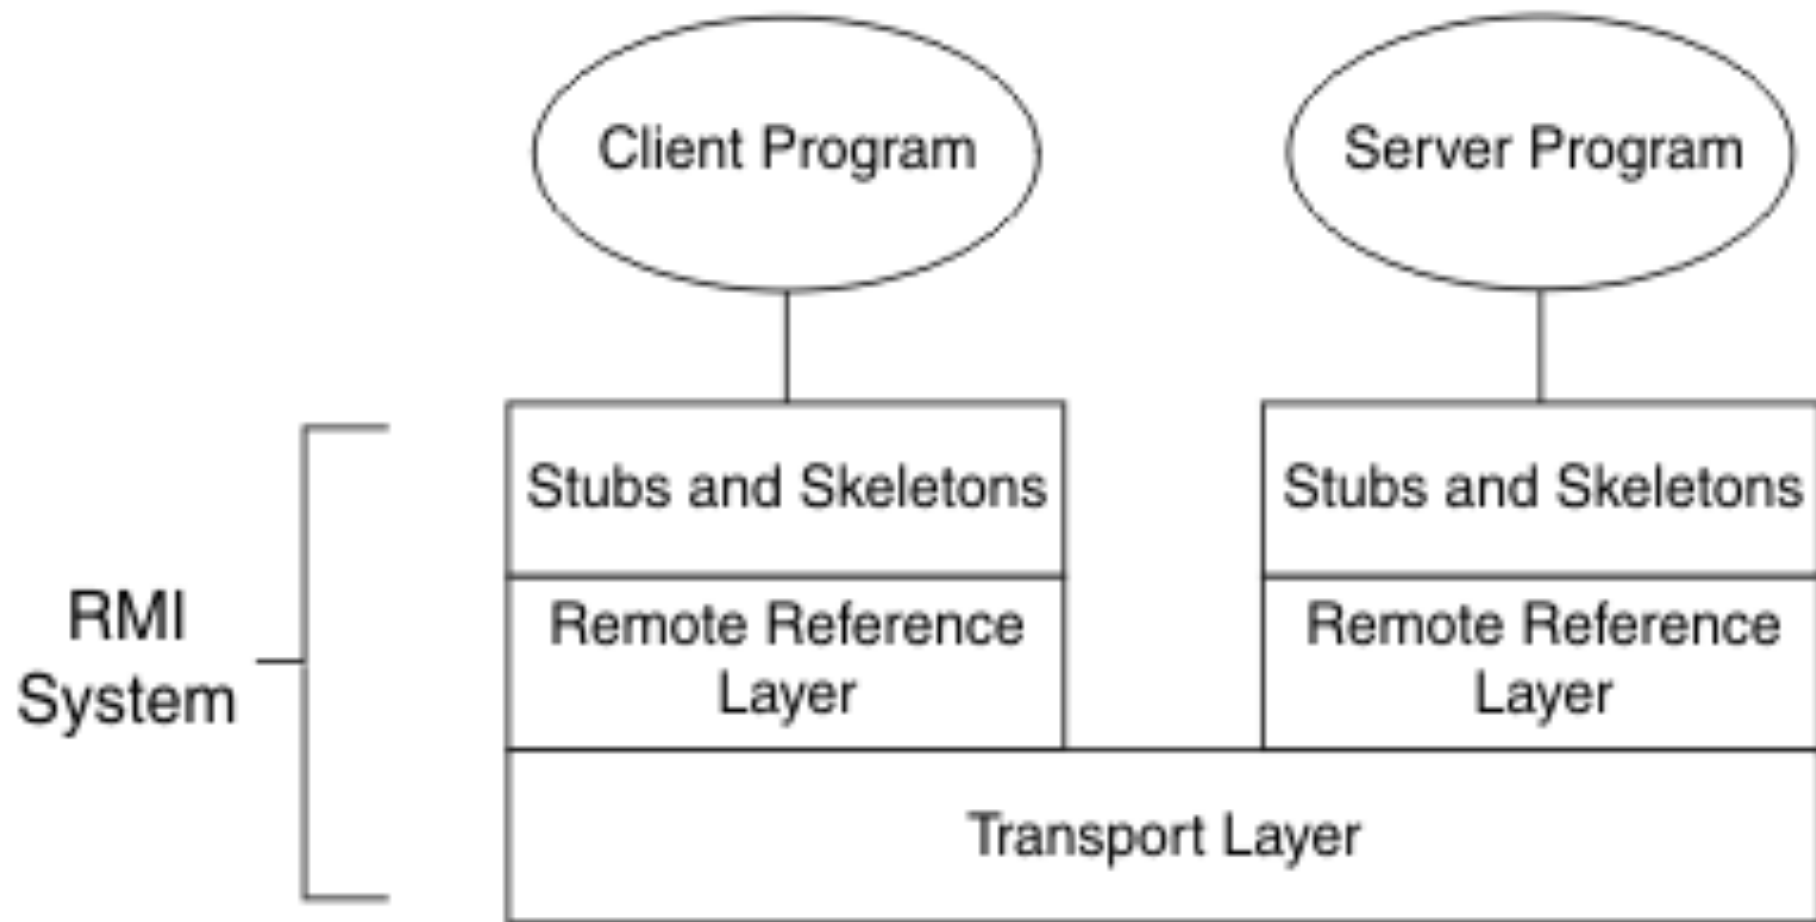 Client Program
Server Program
Stubs and Skeletons
Stubs and Skeletons
Remote Reference
Layer
Remote Reference
Layer
RMI
System
Transport Layer